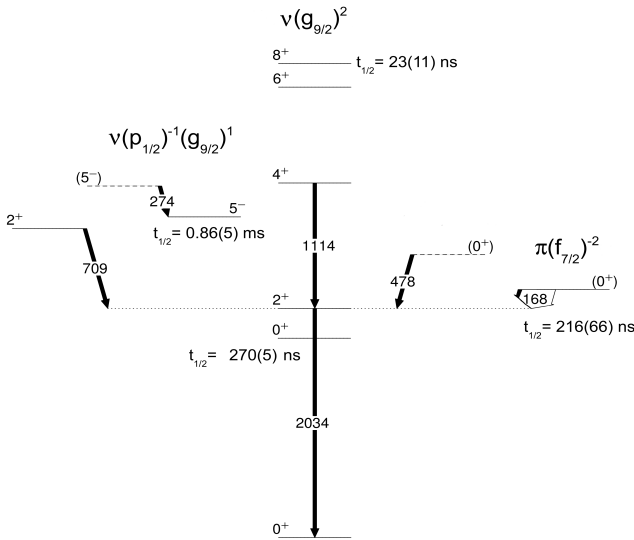 ν(g₉/₂)²
8⁺
t₁/₂= 23(11) ns
6⁺
ν(p₁/₂)⁻¹(g₉/₂)¹
(5⁻)
4⁺
274
5⁻
2⁺
t₁/₂= 0.86(5) ms
1114
(0⁺)
π(f₇/₂)⁻²
709
478
(0⁺)
168
2⁺
t₁/₂= 216(66) ns
0⁺
t₁/₂= 270(5) ns
2034
0⁺